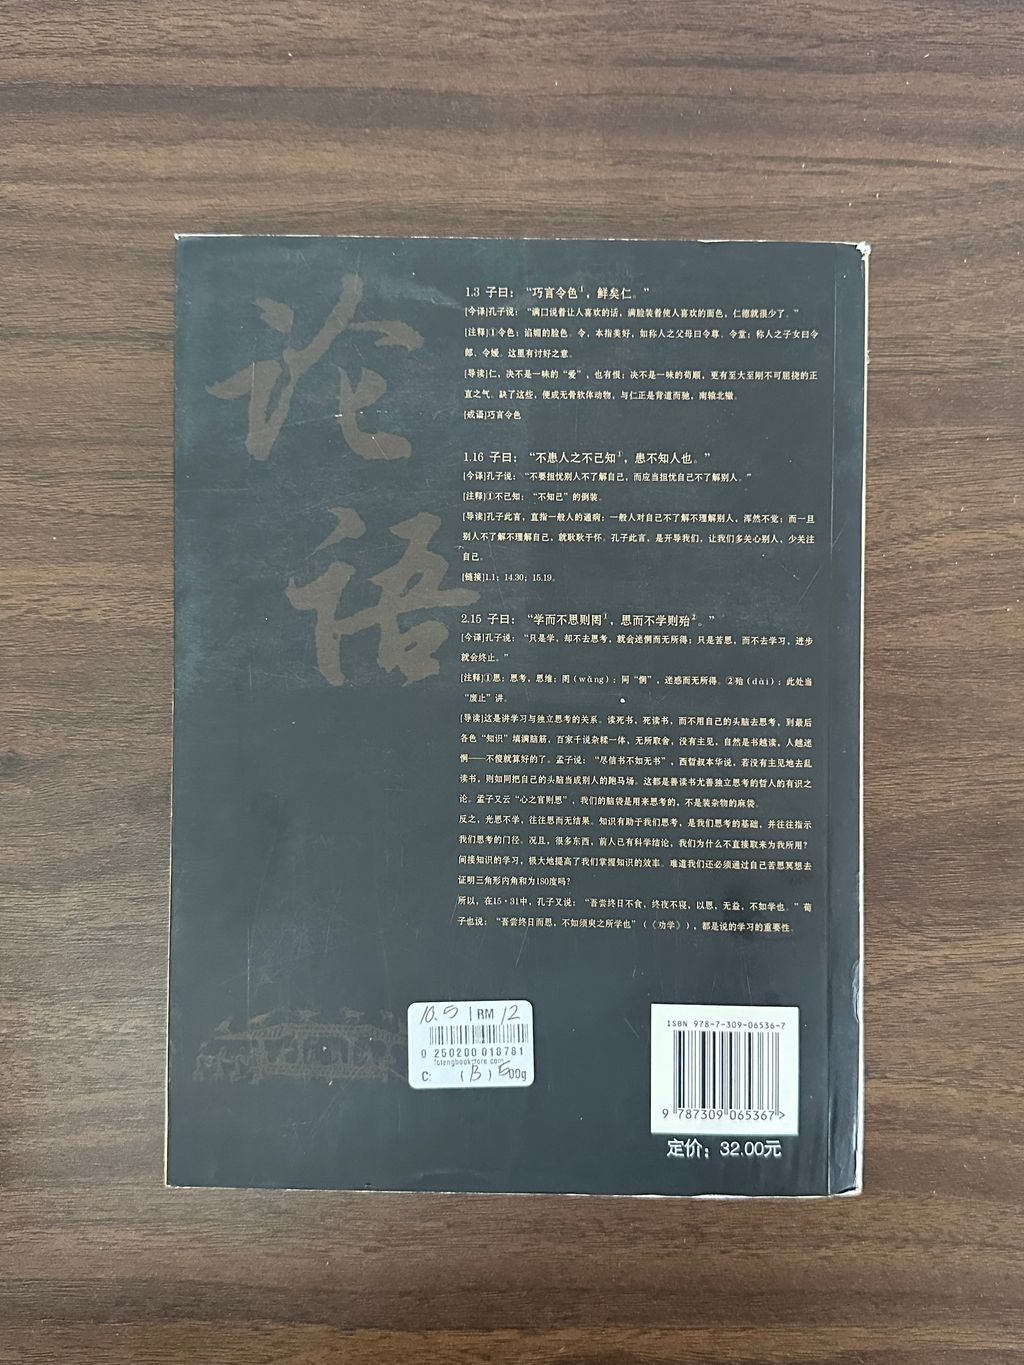 论
语
1.3 子曰：“巧言令色¹，鲜矣仁。”
[今译]孔子说：“满口说着让人喜欢的话，满脸装着使人喜欢的面色，仁德就很少了。”
[注释]①令色：谄媚的脸色。令，本指美好，如称人之父母曰令尊、令堂；称人之子女曰令
郎、令嫒。这里有讨好之意。
[导读]仁，决不是一味的“爱”，也有恨；决不是一味的苟顺，更有至大至刚不可屈挠的正
直之气。缺了这些，便成无骨软体动物，与仁正是背道而驰，南辕北辙。
[成语]巧言令色
1.16 子曰：“不患人之不己知¹，患不知人也。”
[今译]孔子说：“不要担忧别人不了解自己，而应当担忧自己不了解别人。”
[注释]①不己知：“不知己”的倒装。
[导读]孔子此言，直指一般人的通病：一般人对自己不了解不理解别人，浑然不觉；而一旦
别人不了解不理解自己，就耿耿于怀。孔子此言，是开导我们，让我们多关心别人，少关注
自己。
[链接]1.1；14.30；15.19。
2.15 子曰：“学而不思则罔¹，思而不学则殆²。”
[今译]孔子说：“只是学，却不去思考，就会迷惘而无所得；只是苦思，而不去学习，进步
就会终止。”
[注释]①思：思考，思维；罔（wǎng）：同“惘”，迷惑而无所得。②殆（dài）：此处当
“废止”讲。
[导读]这是讲学习与独立思考的关系。读死书，死读书，而不用自己的头脑去思考，到最后
各色“知识”填满脑筋，百家千说杂糅一体，无所取舍，没有主见，自然是书越读，人越迷
惘——不傻就算好的了。孟子说：“尽信书不如无书”，西哲叔本华说，若没有主见地去乱
读书，则如同把自己的头脑当成别人的跑马场。这都是善读书尤善独立思考的哲人的有识之
论。孟子又云“心之官则思”，我们的脑袋是用来思考的，不是装杂物的麻袋。
反之，光思不学，往往思而无结果。知识有助于我们思考，是我们思考的基础，并往往指示
我们思考的门径。况且，很多东西，前人已有科学结论，我们为什么不直接取来为我所用？
间接知识的学习，极大地提高了我们掌握知识的效率。难道我们还必须通过自己苦思冥想去
证明三角形内角和为180度吗？
所以，在15·31中，孔子又说：“吾尝终日不食，终夜不寝，以思，无益，不如学也。”荀
子也说：“吾尝终日而思，不如须臾之所学也”（《劝学》），都是说的学习的重要性。
10.5 RM 12
0 250200 018781
C: (B) 500g
ISBN 978-7-309-06536-7
9 787309 065367>
定价：32.00元